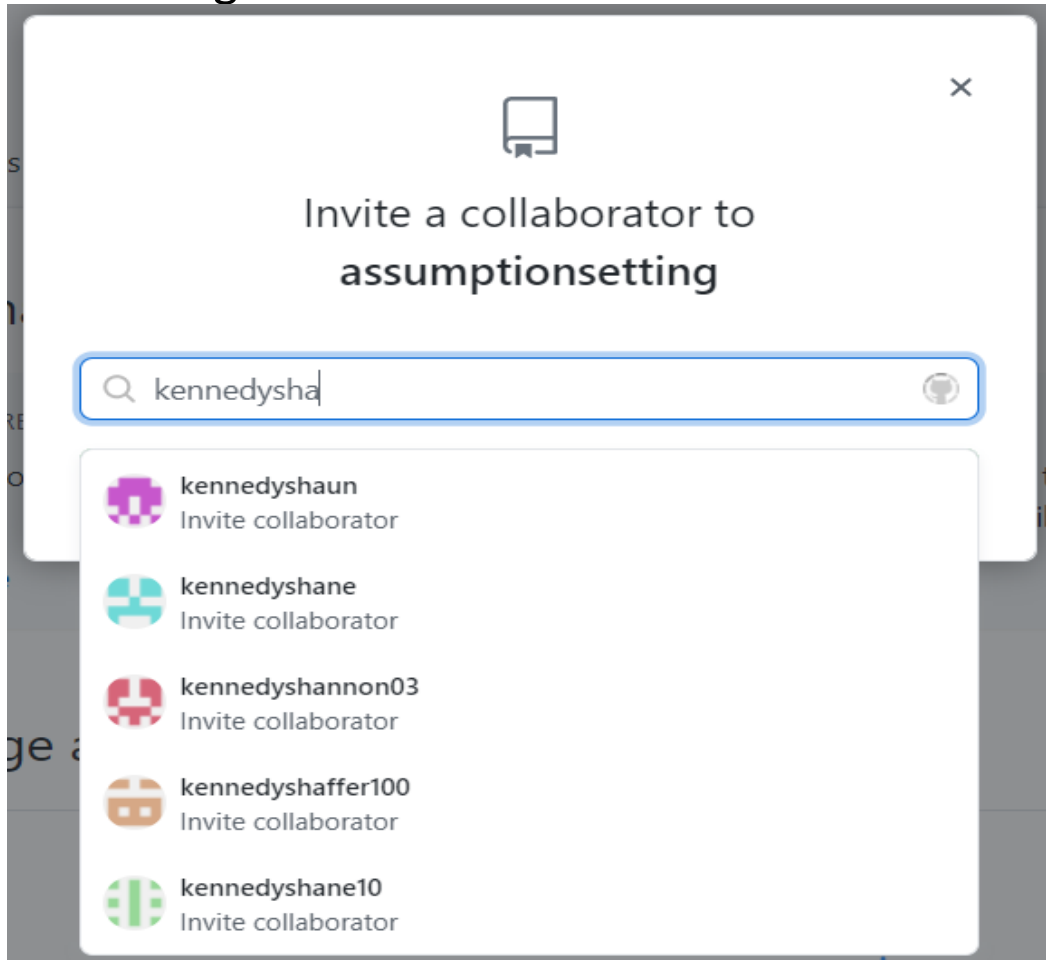 Invite a collaborator to
assumptionsetting
kennedysha
kennedyshaun
Invite collaborator
kennedyshane
Invite collaborator
kennedyshannon03
Invite collaborator
kennedyshaffer100
Invite collaborator
kennedyshane10
Invite collaborator